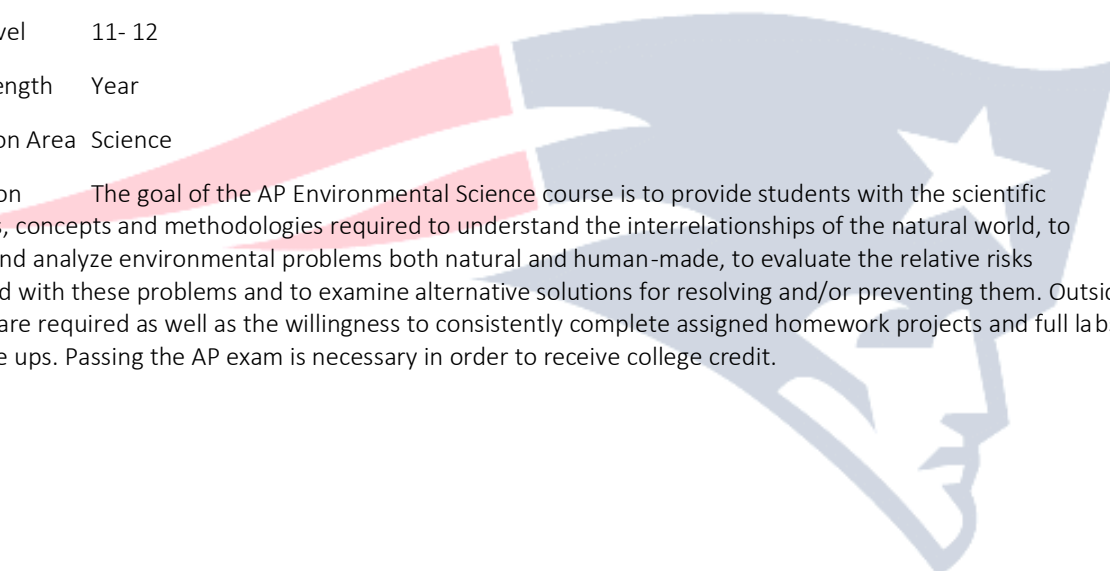 vel 11- 12
ength Year
on Area Science
on The goal of the AP Environmental Science course is to provide students with the scientific
s, concepts and methodologies required to understand the interrelationships of the natural world, to
nd analyze environmental problems both natural and human-made, to evaluate the relative risks
d with these problems and to examine alternative solutions for resolving and/or preventing them. Outsid
are required as well as the willingness to consistently complete assigned homework projects and full lab
e ups. Passing the AP exam is necessary in order to receive college credit.